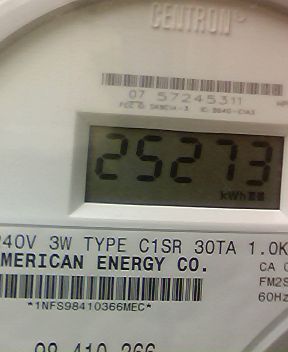 CENTRON
07 57245311
25273
kWh
240V 3W TYPE C1SR 30TA 1.0K
MERICAN ENERGY CO.
CA
FM2S
*1NFS98410366MEC*
60Hz
98 410 366